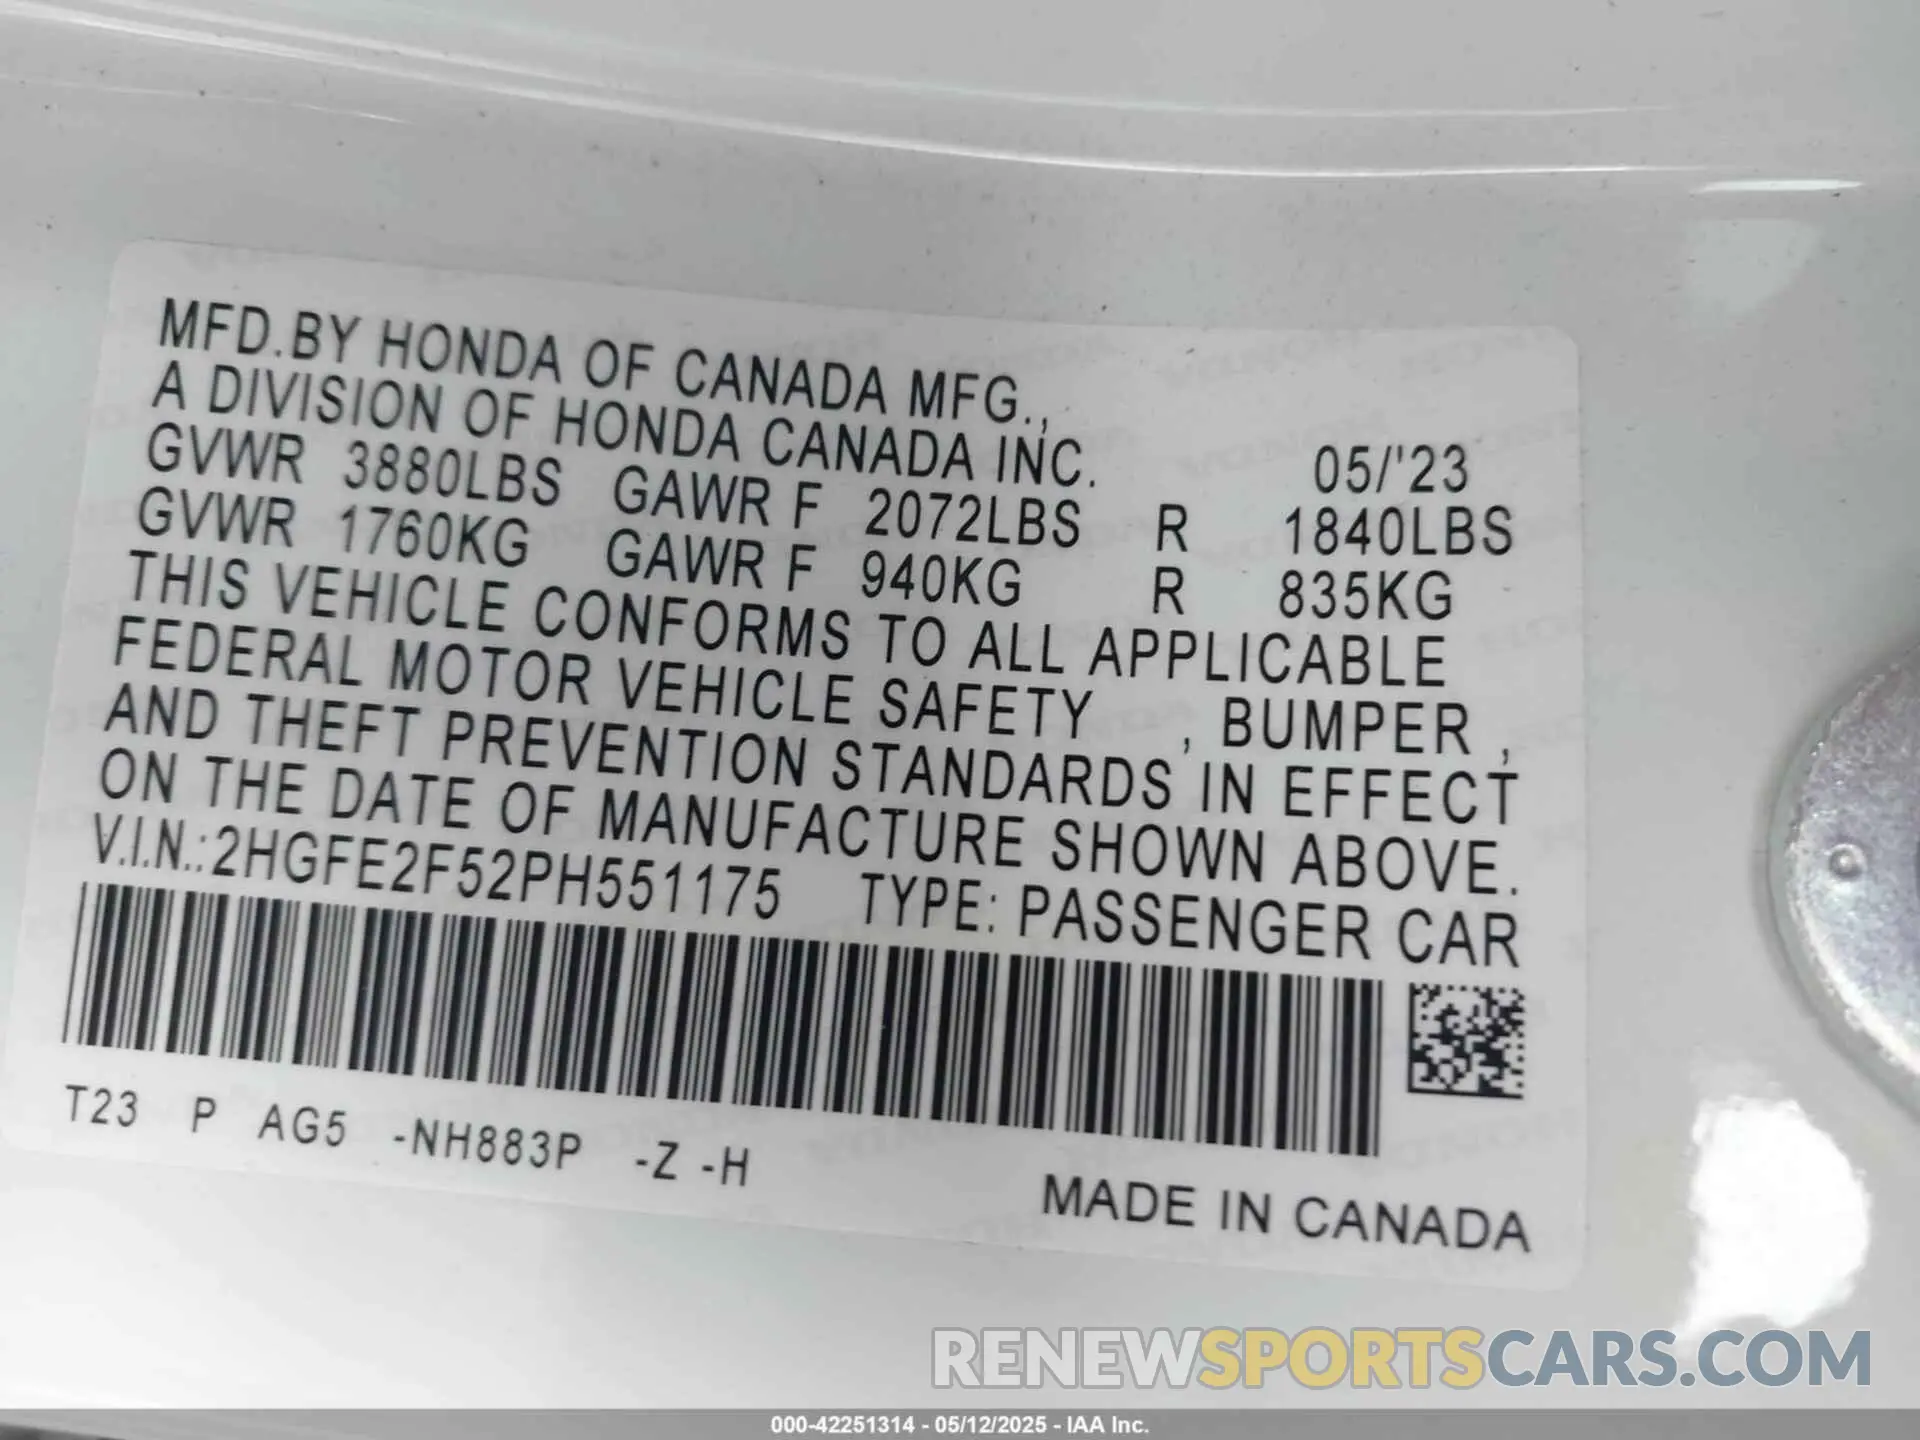 MFD.BY HONDA OF CANADA MFG.,
A DIVISION OF HONDA CANADA INC. 05/'23
GVWR 3880LBS GAWR F 2072LBS R 1840LBS
GVWR 1760KG GAWR F 940KG R 835KG
THIS VEHICLE CONFORMS TO ALL APPLICABLE
FEDERAL MOTOR VEHICLE SAFETY , BUMPER ,
AND THEFT PREVENTION STANDARDS IN EFFECT
ON THE DATE OF MANUFACTURE SHOWN ABOVE.
V.I.N.:2HGFE2F52PH551175 TYPE: PASSENGER CAR
T23 P AG5 -NH883P -Z -H
MADE IN CANADA
RENEWSPORTSCARS.COM
000-42251314 - 05/12/2025 - IAA Inc.